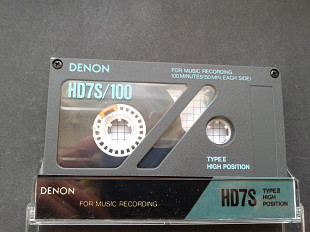 DENON
FOR MUSIC RECORDING
100 MINUTES (50 MIN. EACH SIDE)
HD7S/100
TYPE II
HIGH POSITION
DENON
FOR MUSIC RECORDING
HD7S
TYPE II
HIGH
POSITION